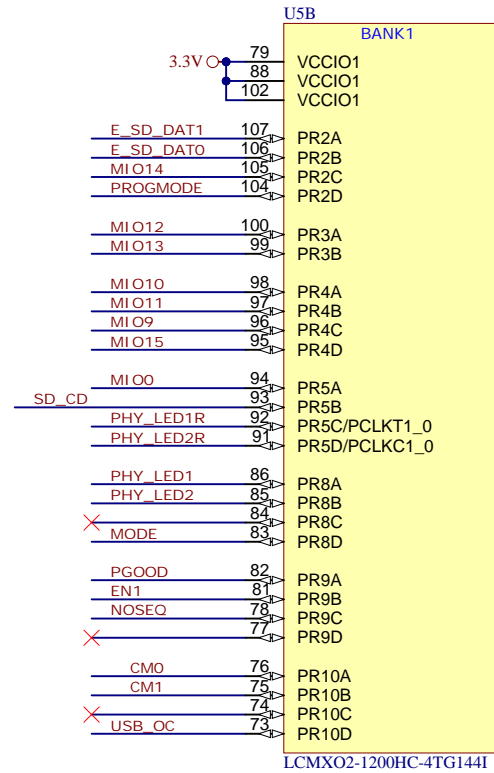 U5B
BANK1
3.3V 79 VCCIO1
88 VCCIO1
102 VCCIO1
E_SD_DAT1 107 PR2A
E_SD_DAT0 106 PR2B
MIO14 105 PR2C
PROGMODE 104 PR2D
MIO12 100 PR3A
MIO13 99 PR3B
MIO10 98 PR4A
MIO11 97 PR4B
MIO9 96 PR4C
MIO15 95 PR4D
MIO0 94 PR5A
SD_CD 93 PR5B
PHY_LED1R 92 PR5C/PCLKT1_0
PHY_LED2R 91 PR5D/PCLKC1_0
PHY_LED1 86 PR8A
PHY_LED2 85 PR8B
84 PR8C
MODE 83 PR8D
PGOOD 82 PR9A
EN1 81 PR9B
NOSEQ 78 PR9C
77 PR9D
CM0 76 PR10A
CM1 75 PR10B
74 PR10C
USB_OC 73 PR10D
LCMXO2-1200HC-4TG144I